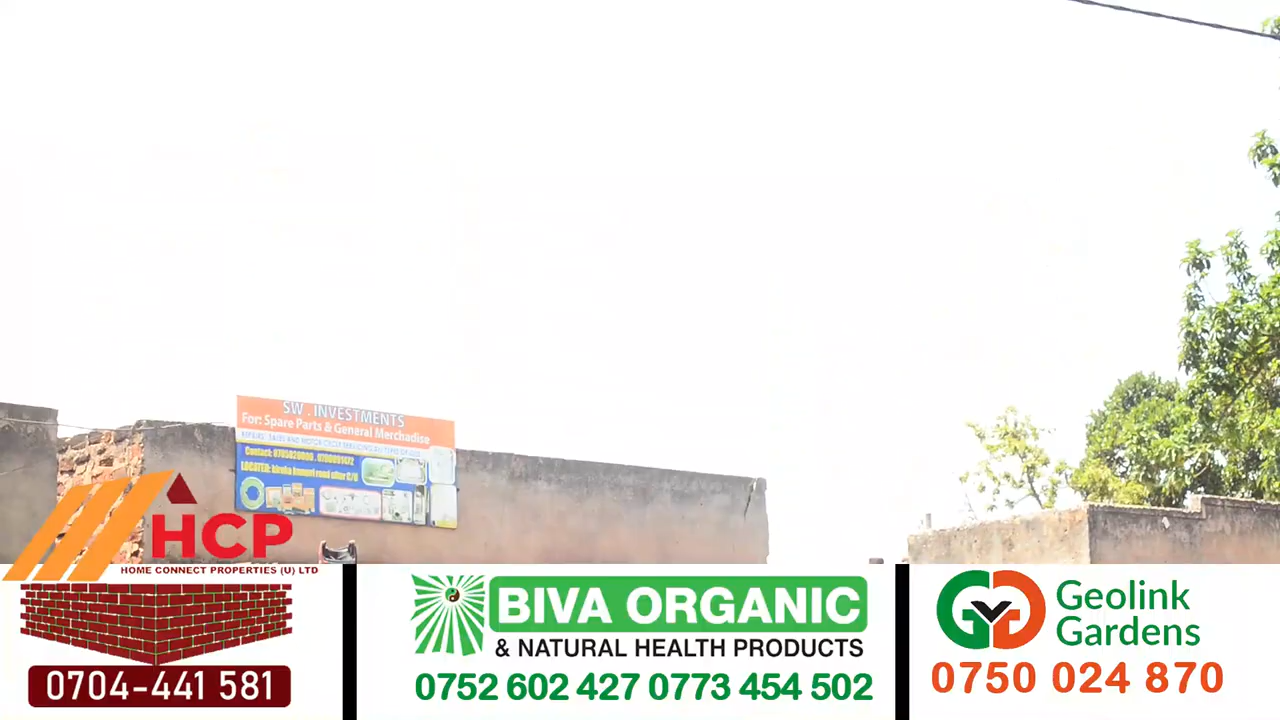 SW . INVESTMENTS
For: Spare Parts & General Merchadise
HCP
HOME CONNECT PROPERTIES (U) LTD
0704-441 581
BIVA ORGANIC
& NATURAL HEALTH PRODUCTS
0752 602 427 0773 454 502
Geolink
Gardens
0750 024 870